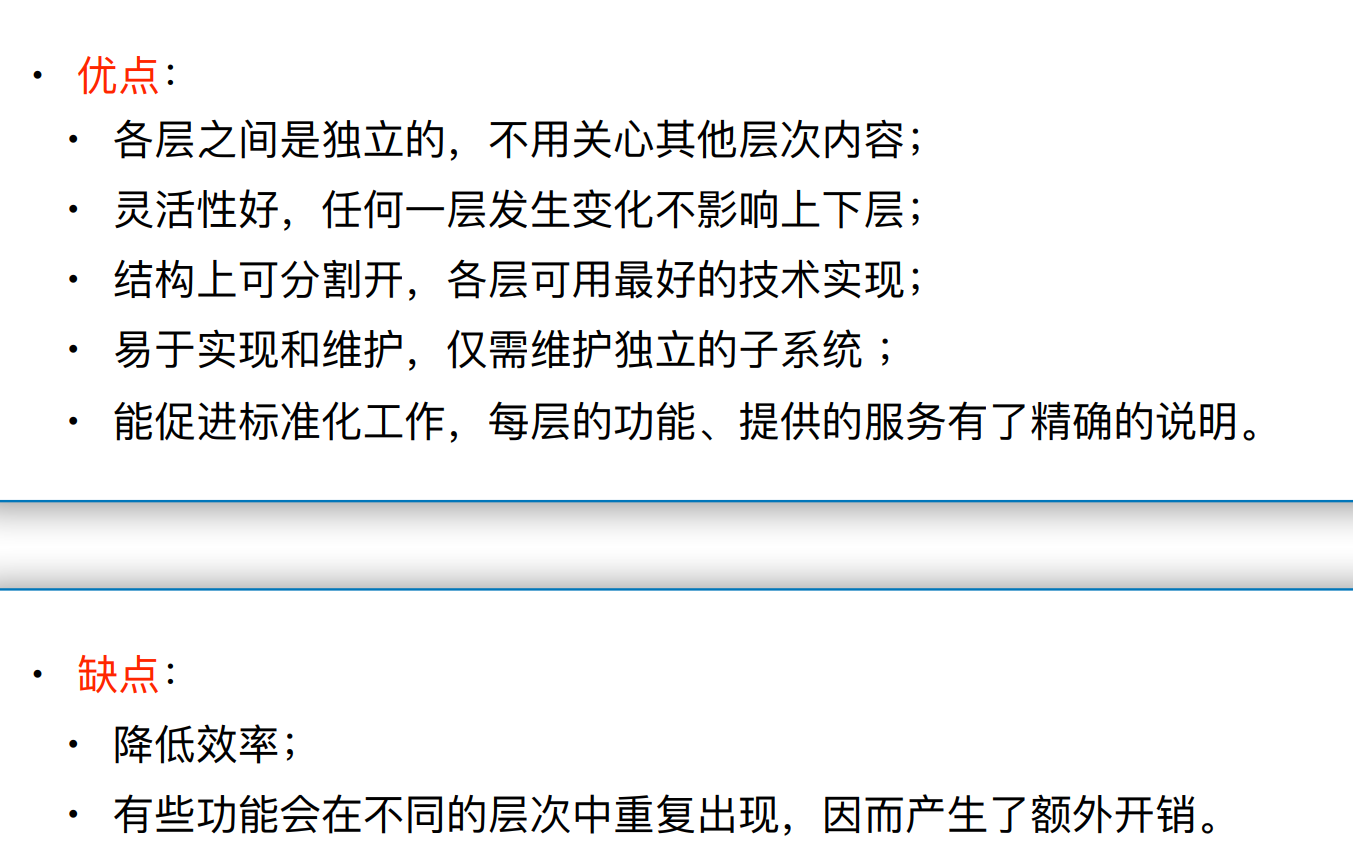 • 优点：
• 各层之间是独立的，不用关心其他层次内容；
• 灵活性好，任何一层发生变化不影响上下层；
• 结构上可分割开，各层可用最好的技术实现；
• 易于实现和维护，仅需维护独立的子系统 ；
• 能促进标准化工作，每层的功能、提供的服务有了精确的说明。
• 缺点：
• 降低效率；
• 有些功能会在不同的层次中重复出现，因而产生了额外开销。